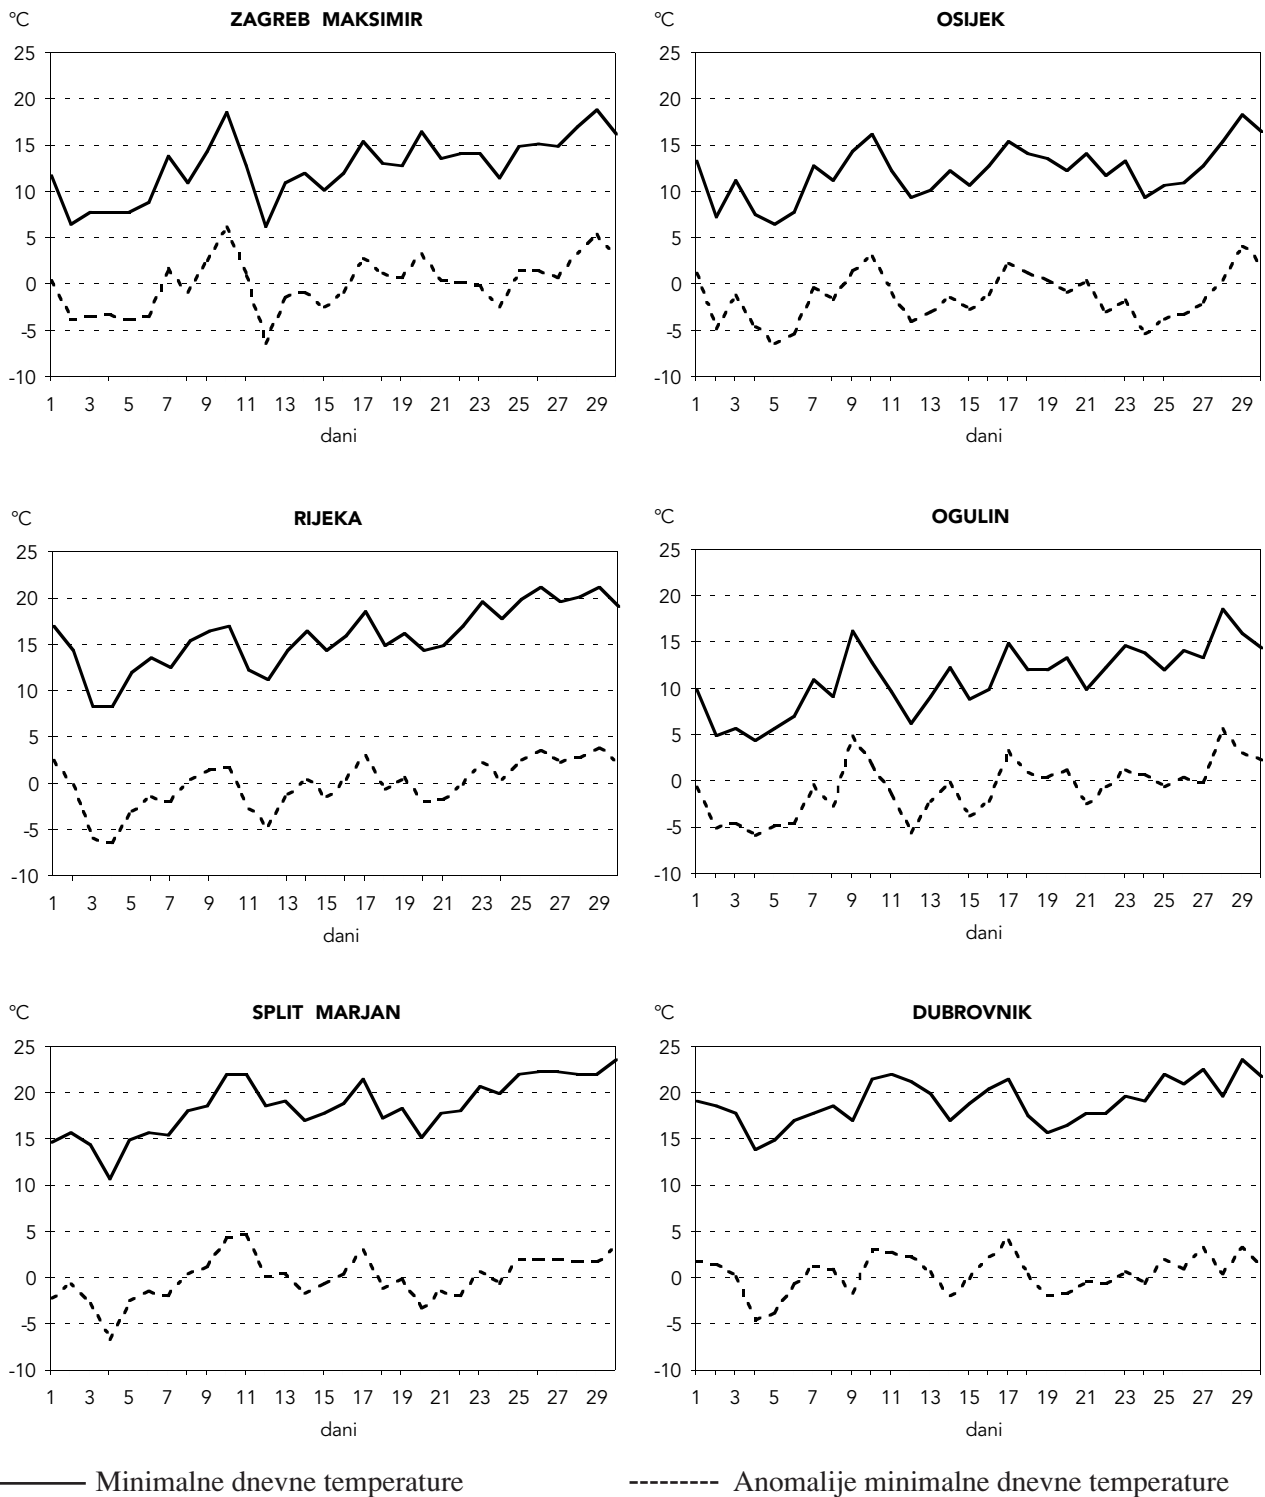 °C ZAGREB MAKSIMIR
25
20
15
10
5
0
-5
-10
1 3 5 7 9 11 13 15 17 19 21 23 25 27 29
dani
°C OSIJEK
25
20
15
10
5
0
-5
-10
1 3 5 7 9 11 13 15 17 19 21 23 25 27 29
dani
°C RIJEKA
25
20
15
10
5
0
-5
-10
1 3 5 7 9 11 13 15 17 19 21 23 25 27 29
dani
°C OGULIN
25
20
15
10
5
0
-5
-10
1 3 5 7 9 11 13 15 17 19 21 23 25 27 29
dani
°C SPLIT MARJAN
25
20
15
10
5
0
-5
-10
1 3 5 7 9 11 13 15 17 19 21 23 25 27 29
dani
°C DUBROVNIK
25
20
15
10
5
0
-5
-10
1 3 5 7 9 11 13 15 17 19 21 23 25 27 29
dani
Minimalne dnevne temperature
Anomalije minimalne dnevne temperature